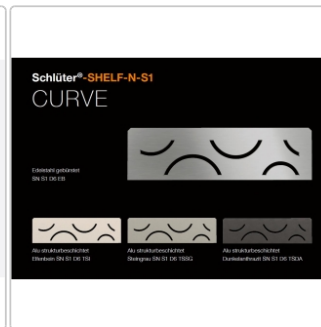 Schlüter®-SHELF-N-S1
CURVE
Edelstahl gebürstet
SN S1 D6 EB
Alu strukturbeschichtet
Elfenbein SN S1 D6 TSI
Alu strukturbeschichtet
Steingrau SN S1 D6 TSSG
Alu strukturbeschichtet
Dunkelanthrazit SN S1 D6 TSDA